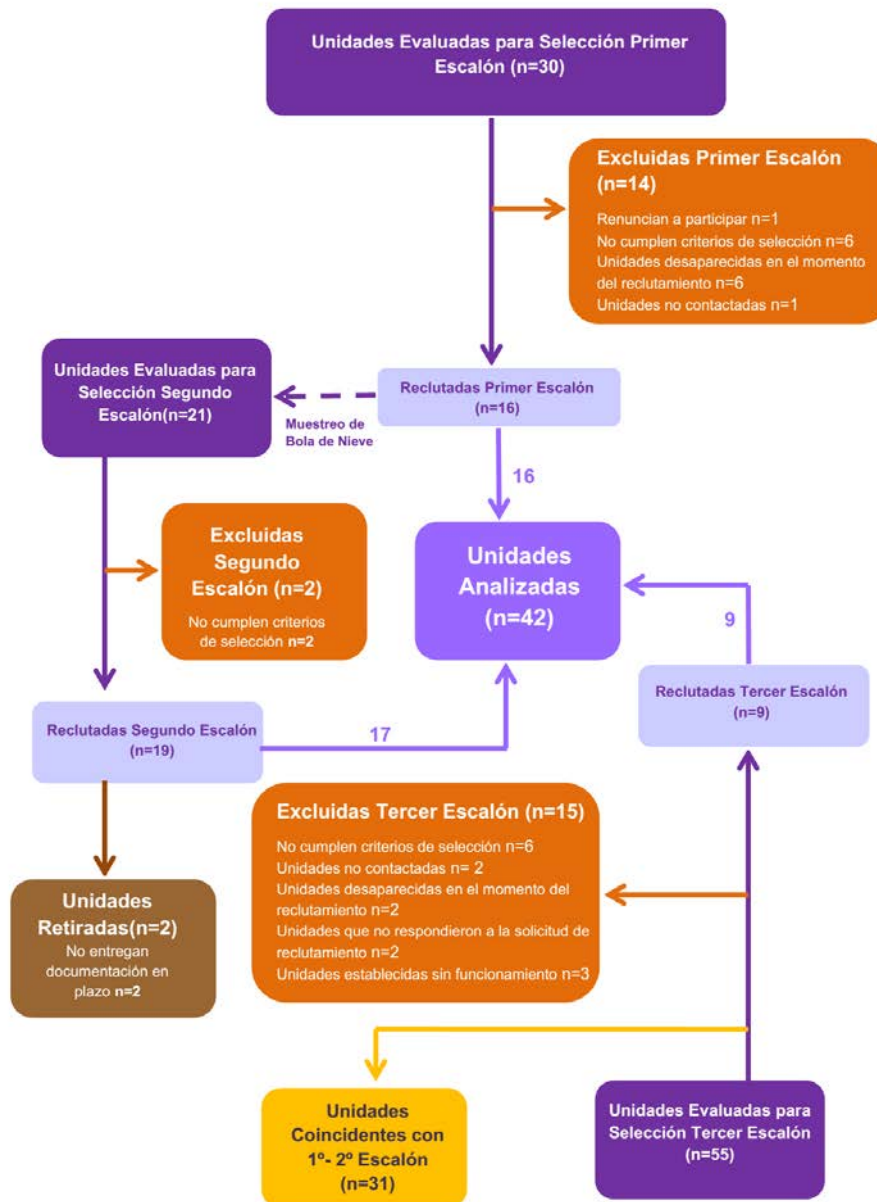 Unidades Evaluadas para Selección Primer
Escalón (n=30)
Excluidas Primer Escalón
(n=14)
Renuncian a participar n=1
No cumplen criterios de selección n=6
Unidades desaparecidas en el momento
del reclutamiento n=6
Unidades no contactadas n=1
Unidades Evaluadas para
Selección Segundo
Escalón(n=21)
Muestreo de
Bola de Nieve
Reclutadas Primer Escalón
(n=16)
16
Excluidas
Segundo
Escalón (n=2)
No cumplen criterios
de selección n=2
Unidades
Analizadas
(n=42)
9
Reclutadas Tercer Escalón
(n=9)
Reclutadas Segundo Escalón
(n=19)
17
Excluidas Tercer Escalón (n=15)
No cumplen criterios de selección n=6
Unidades no contactadas n= 2
Unidades desaparecidas en el momento del
reclutamiento n=2
Unidades que no respondieron a la solicitud de
reclutamiento n=2
Unidades establecidas sin funcionamiento n=3
Unidades
Retiradas(n=2)
No entregan
documentación en
plazo n=2
Unidades
Coincidentes con
1º- 2º Escalón
(n=31)
Unidades Evaluadas para
Selección Tercer Escalón
(n=55)